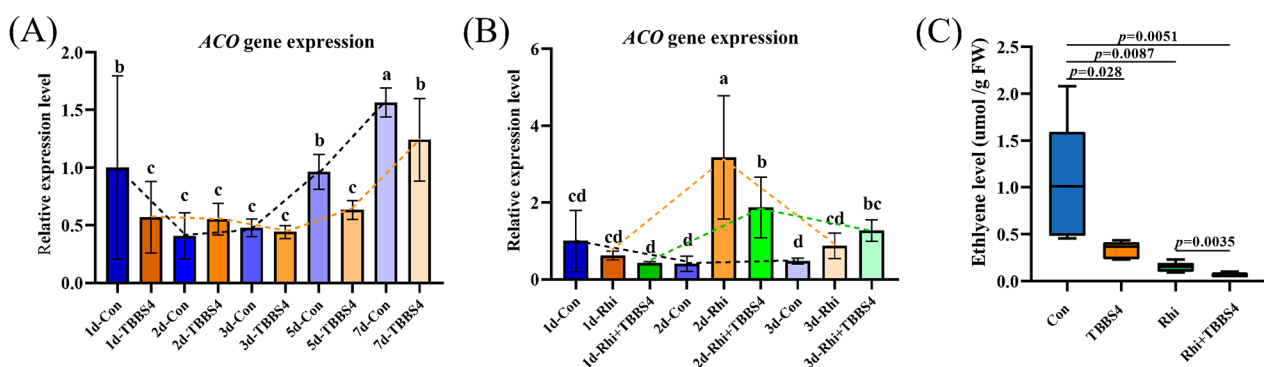 (A)
ACO gene expression
Relative expression level
2.0
1.5
1.0
0.5
0.0
b
c
c
c
c
c
b
c
a
b
1d-Con
1d-TBBS4
2d-Con
2d-TBBS4
3d-Con
3d-TBBS4
5d-Con
5d-TBBS4
7d-Con
7d-TBBS4
(B)
ACO gene expression
Relative expression level
6
4
2
0
cd
cd
d
d
a
b
d
cd
bc
1d-Con
1d-Rhi
1d-Rhi+TBBS4
2d-Con
2d-Rhi
2d-Rhi+TBBS4
3d-Con
3d-Rhi
3d-Rhi+TBBS4
(C)
Ethlyene level (umol /g FW)
2.5
2.0
1.5
1.0
0.5
0.0
p=0.0051
p=0.0087
p=0.028
p=0.0035
Con
TBBS4
Rhi
Rhi+TBBS4